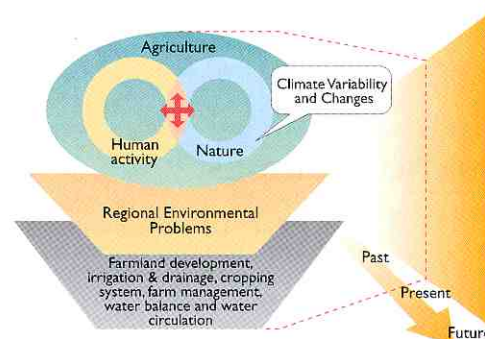 Agriculture
Climate Variability
and Changes
Human
activity
Nature
Regional Environmental
Problems
Farmland development,
irrigation & drainage, cropping
system, farm management,
water balance and water
circulation
Past
Present
Future